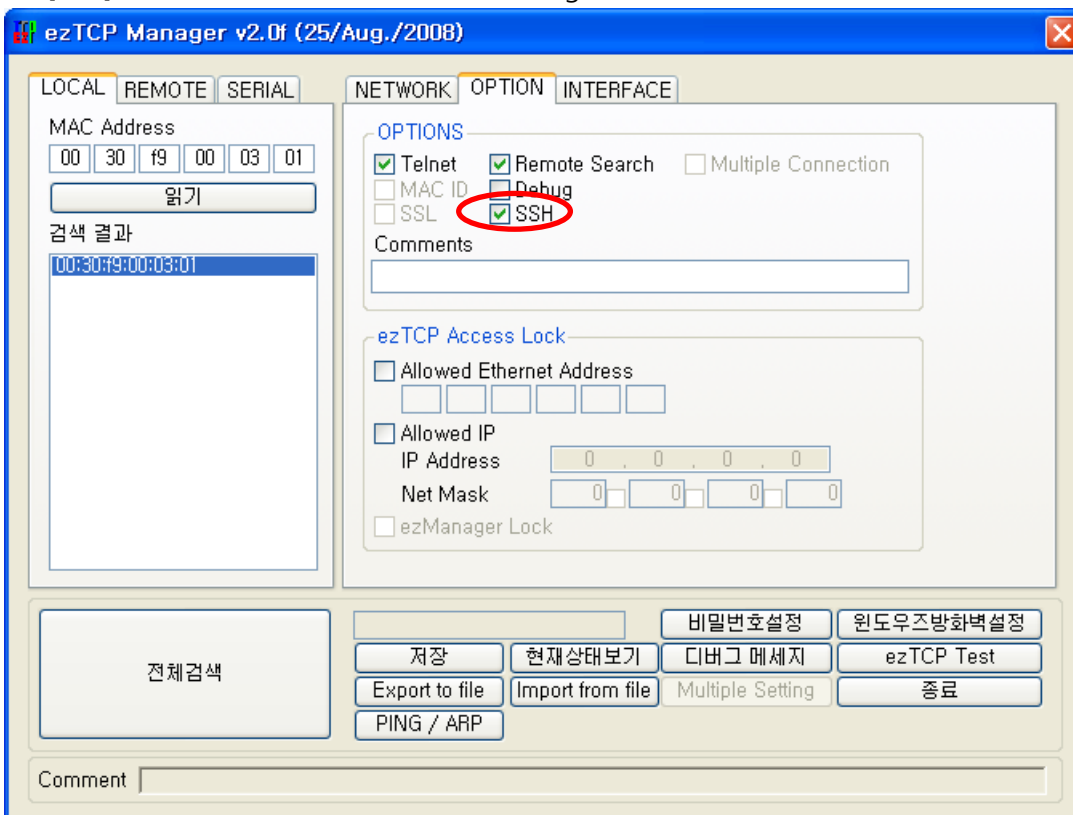 ezTCP Manager v2.0f (25/Aug./2008)
LOCAL REMOTE SERIAL
MAC Address
00 30 f9 00 03 01
읽기
검색 결과
00:30:f9:00:03:01
NETWORK OPTION INTERFACE
OPTIONS
Telnet Remote Search Multiple Connection
MAC ID Debug
SSL SSH
Comments
ezTCP Access Lock
Allowed Ethernet Address
Allowed IP
IP Address 0 . 0 . 0 . 0
Net Mask 0 0 0 0
ezManager Lock
전체검색
비밀번호설정 윈도우즈방화벽설정
저장 현재상태보기 디버그 메세지 ezTCP Test
Export to file Import from file Multiple Setting 종료
PING / ARP
Comment